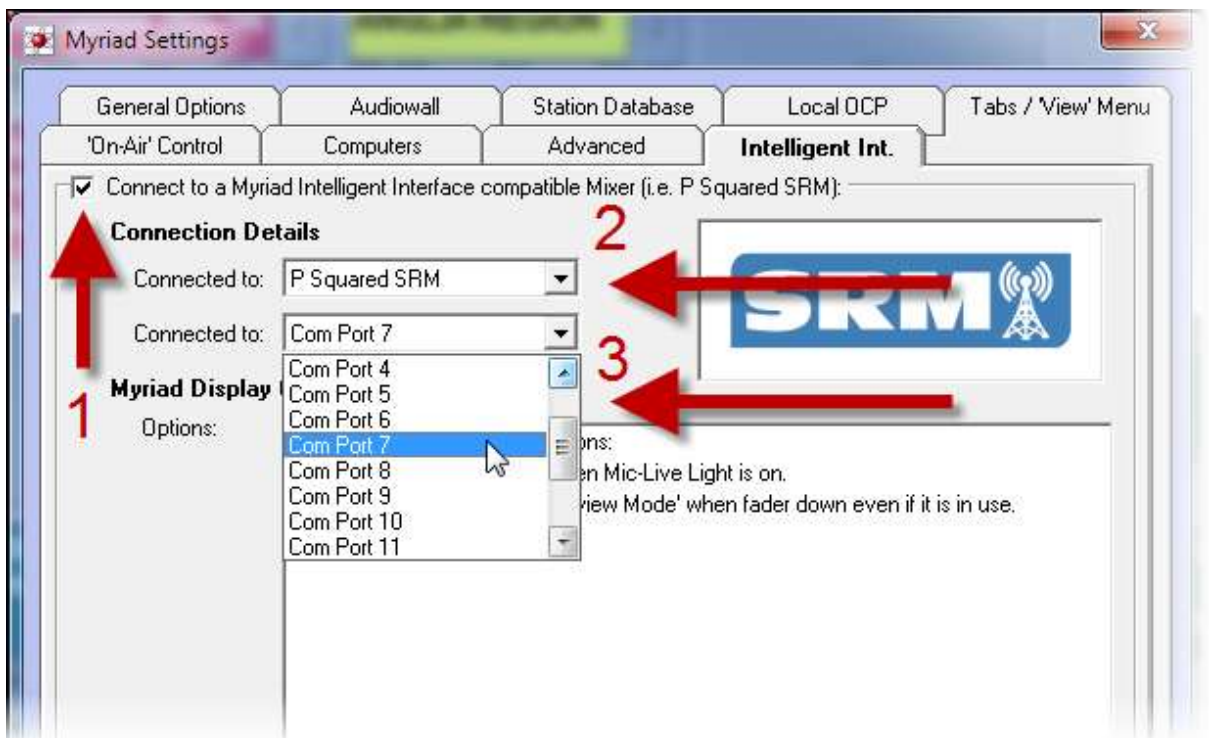 Myriad Settings
General Options Audiowall Station Database Local OCP Tabs / 'View' Menu
'On-Air' Control Computers Advanced Intelligent Int.
Connect to a Myriad Intelligent Interface compatible Mixer (i.e. P Squared SRM):
Connection Details
2
Connected to: P Squared SRM
SRM
Connected to: Com Port 7
3
Com Port 4
Myriad Display
Com Port 5
1
Options:
Com Port 6
Com Port 7
ons:
Com Port 8
en Mic-Live Light is on.
Com Port 9
view Mode' when fader down even if it is in use.
Com Port 10
Com Port 11